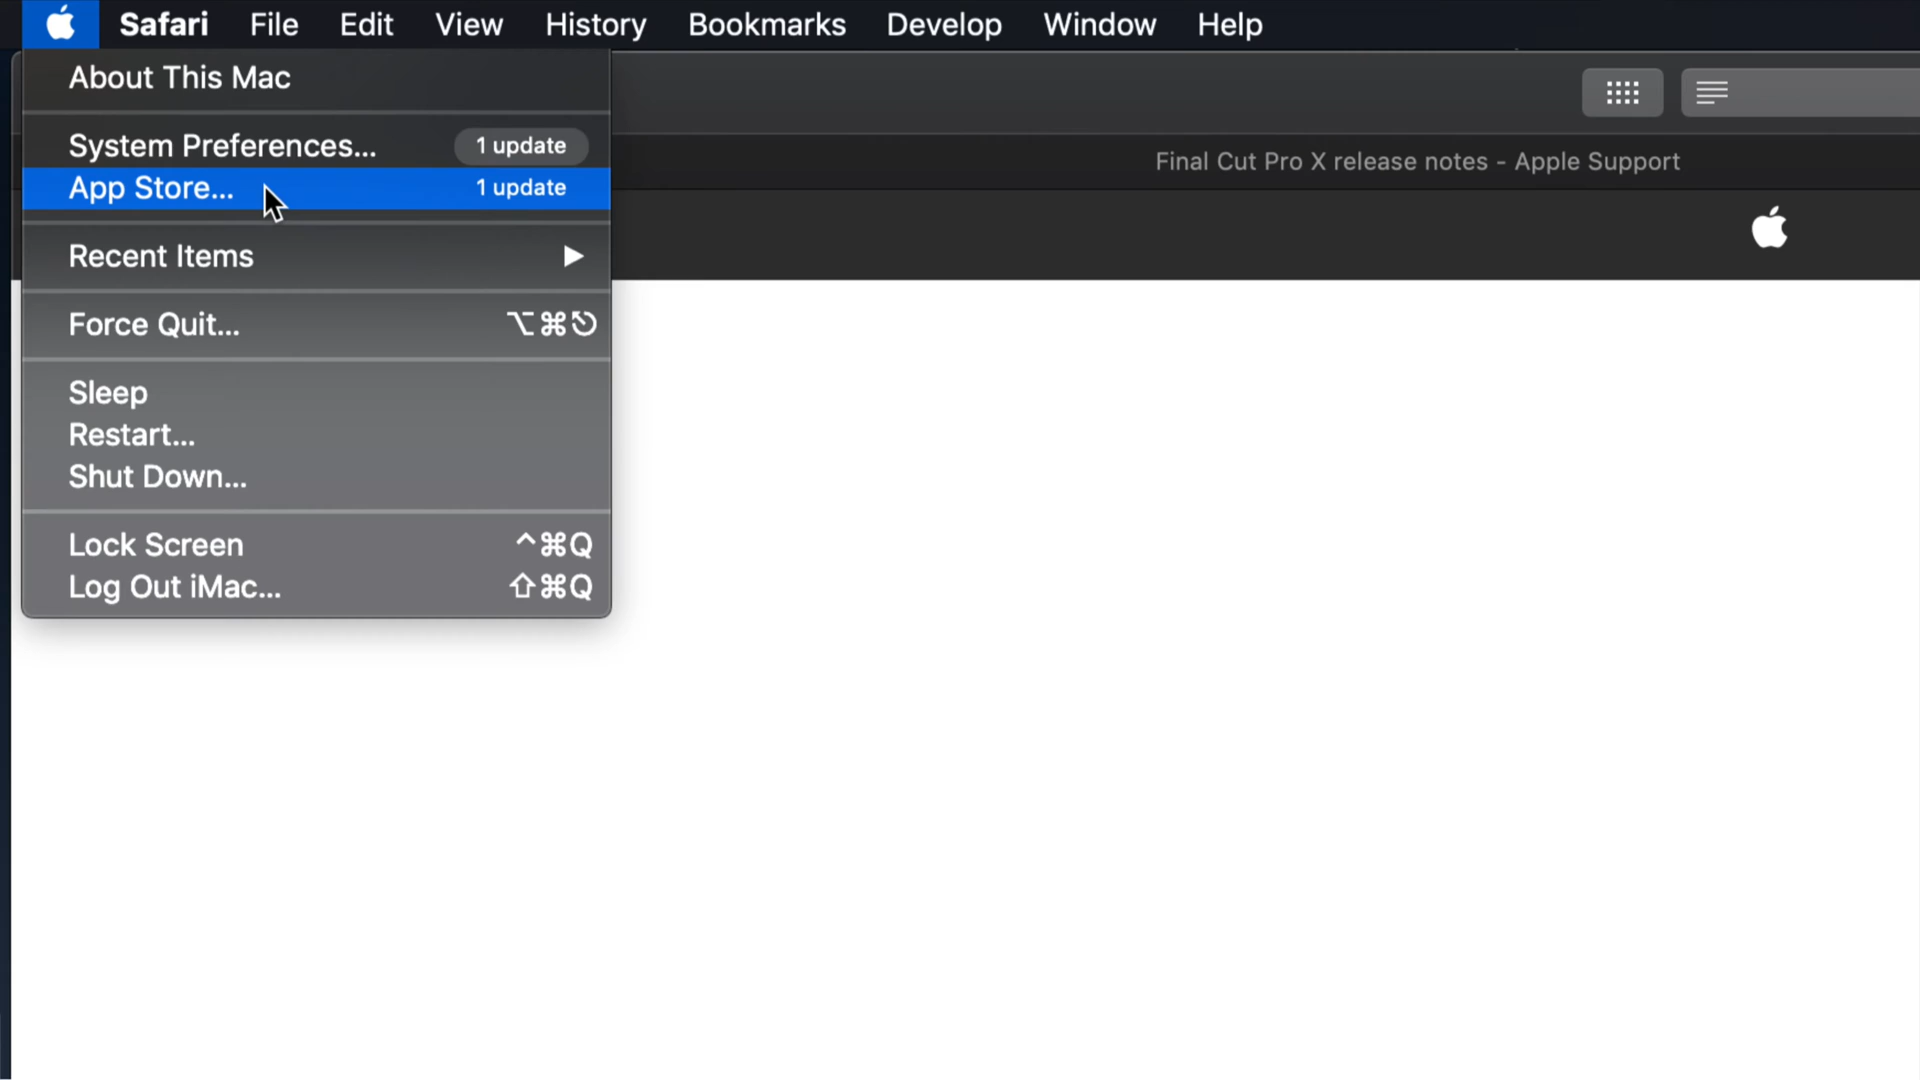 Safari File Edit View History Bookmarks Develop Window Help
About This Mac
System Preferences... 1 update
App Store... 1 update
Recent Items ▶
Force Quit... ⌥⌘⎋
Sleep
Restart...
Shut Down...
Lock Screen ^⌘Q
Log Out iMac... ⇧⌘Q
Final Cut Pro X release notes - Apple Support